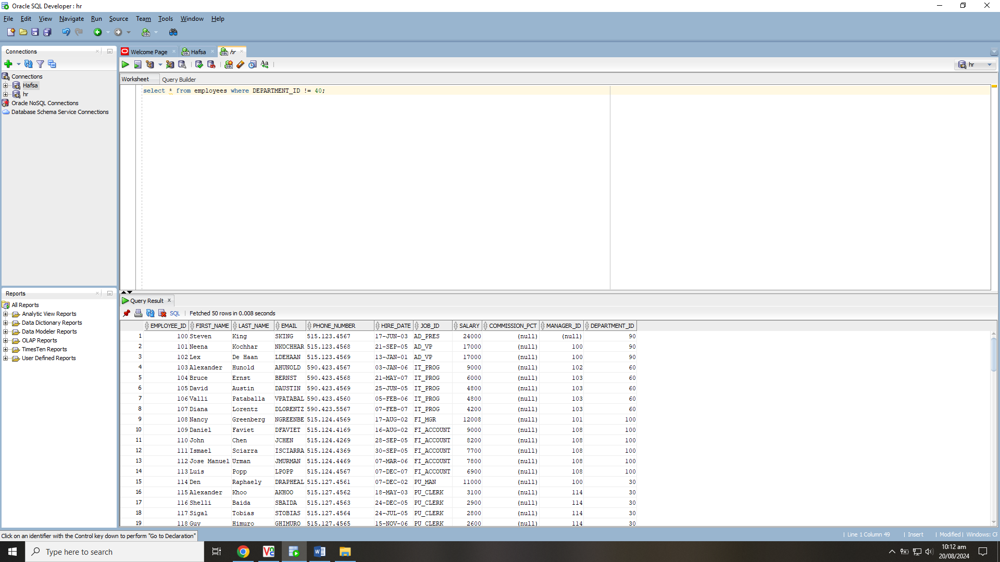 Oracle SQL Developer : hr
File Edit View Navigate Run Source Team Tools Window Help
Connections
Welcome Page Hafsa hr
hr
Connections
Hafsa
hr
Oracle NoSQL Connections
Database Schema Service Connections
Worksheet Query Builder
select * from employees where DEPARTMENT_ID != 40;
Reports
All Reports
Analytic View Reports
Data Dictionary Reports
Data Modeler Reports
OLAP Reports
TimesTen Reports
User Defined Reports
Query Result
SQL | Fetched 50 rows in 0.008 seconds
EMPLOYEE_ID FIRST_NAME LAST_NAME EMAIL PHONE_NUMBER HIRE_DATE JOB_ID SALARY COMMISSION_PCT MANAGER_ID DEPARTMENT_ID
1 100 Steven King SKING 515.123.4567 17-JUN-03 AD_PRES 24000 (null) (null) 90
2 101 Neena Kochhar NKOCHHAR 515.123.4568 21-SEP-05 AD_VP 17000 (null) 100 90
3 102 Lex De Haan LDEHAAN 515.123.4569 13-JAN-01 AD_VP 17000 (null) 100 90
4 103 Alexander Hunold AHUNOLD 590.423.4567 03-JAN-06 IT_PROG 9000 (null) 102 60
5 104 Bruce Ernst BERNST 590.423.4568 21-MAY-07 IT_PROG 6000 (null) 103 60
6 105 David Austin DAUSTIN 590.423.4569 25-JUN-05 IT_PROG 4800 (null) 103 60
7 106 Valli Pataballa VPATABAL 590.423.4560 05-FEB-06 IT_PROG 4800 (null) 103 60
8 107 Diana Lorentz DLORENTZ 590.423.5567 07-FEB-07 IT_PROG 4200 (null) 103 60
9 108 Nancy Greenberg NGREENBE 515.124.4569 17-AUG-02 FI_MGR 12008 (null) 101 100
10 109 Daniel Faviet DFAVIET 515.124.4169 16-AUG-02 FI_ACCOUNT 9000 (null) 108 100
11 110 John Chen JCHEN 515.124.4269 28-SEP-05 FI_ACCOUNT 8200 (null) 108 100
12 111 Ismael Sciarra ISCIARRA 515.124.4369 30-SEP-05 FI_ACCOUNT 7700 (null) 108 100
13 112 Jose Manuel Urman JMURMAN 515.124.4469 07-MAR-06 FI_ACCOUNT 7800 (null) 108 100
14 113 Luis Popp LPOPP 515.124.4567 07-DEC-07 FI_ACCOUNT 6900 (null) 108 100
15 114 Den Raphaely DRAPHEAL 515.127.4561 07-DEC-02 PU_MAN 11000 (null) 100 30
16 115 Alexander Khoo AKHOO 515.127.4562 18-MAY-03 PU_CLERK 3100 (null) 114 30
17 116 Shelli Baida SBAIDA 515.127.4563 24-DEC-05 PU_CLERK 2900 (null) 114 30
18 117 Sigal Tobias STOBIAS 515.127.4564 24-JUL-05 PU_CLERK 2800 (null) 114 30
19 118 Guy Himuro GHIMURO 515.127.4565 15-NOV-06 PU_CLERK 2600 (null) 114 30
Click on an identifier with the Control key down to perform "Go to Declaration"
| Line 1 Column 49 | Insert | Modified | Windows: CF
Type here to search
10:12 am
20/08/2024